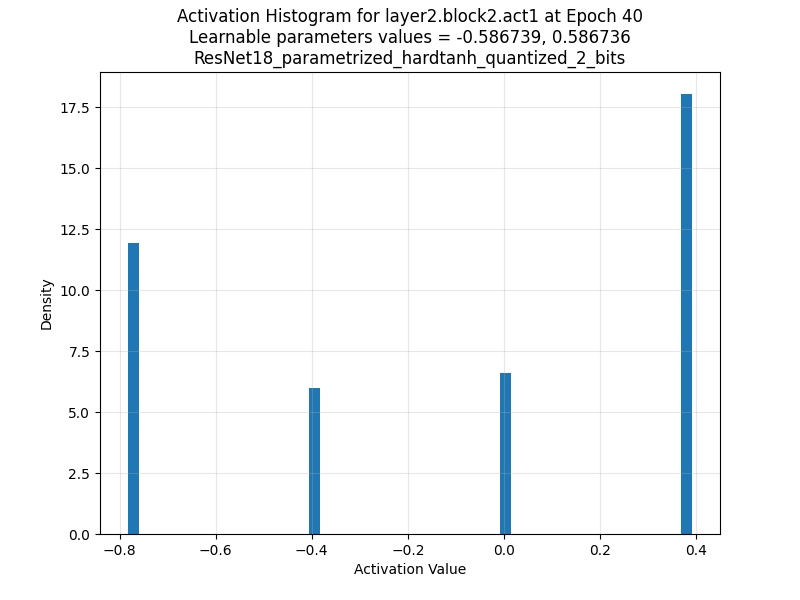 Activation Histogram for layer2.block2.act1 at Epoch 40
Learnable parameters values = -0.586739, 0.586736
ResNet18_parametrized_hardtanh_quantized_2_bits
17.5
15.0
12.5
10.0
7.5
5.0
2.5
0.0
Density
−0.8 −0.6 −0.4 −0.2 0.0 0.2 0.4
Activation Value